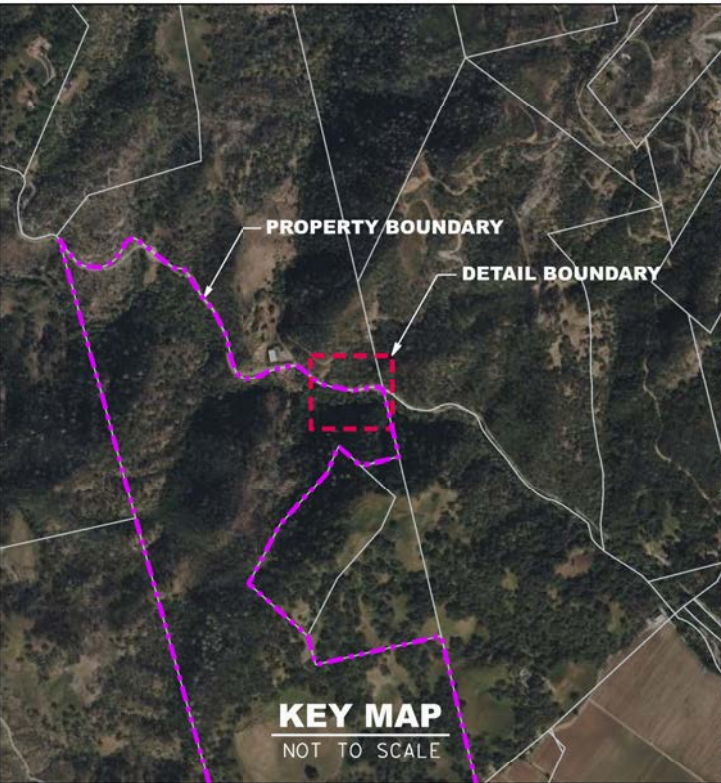 PROPERTY BOUNDARY
DETAIL BOUNDARY
KEY MAP
NOT TO SCALE